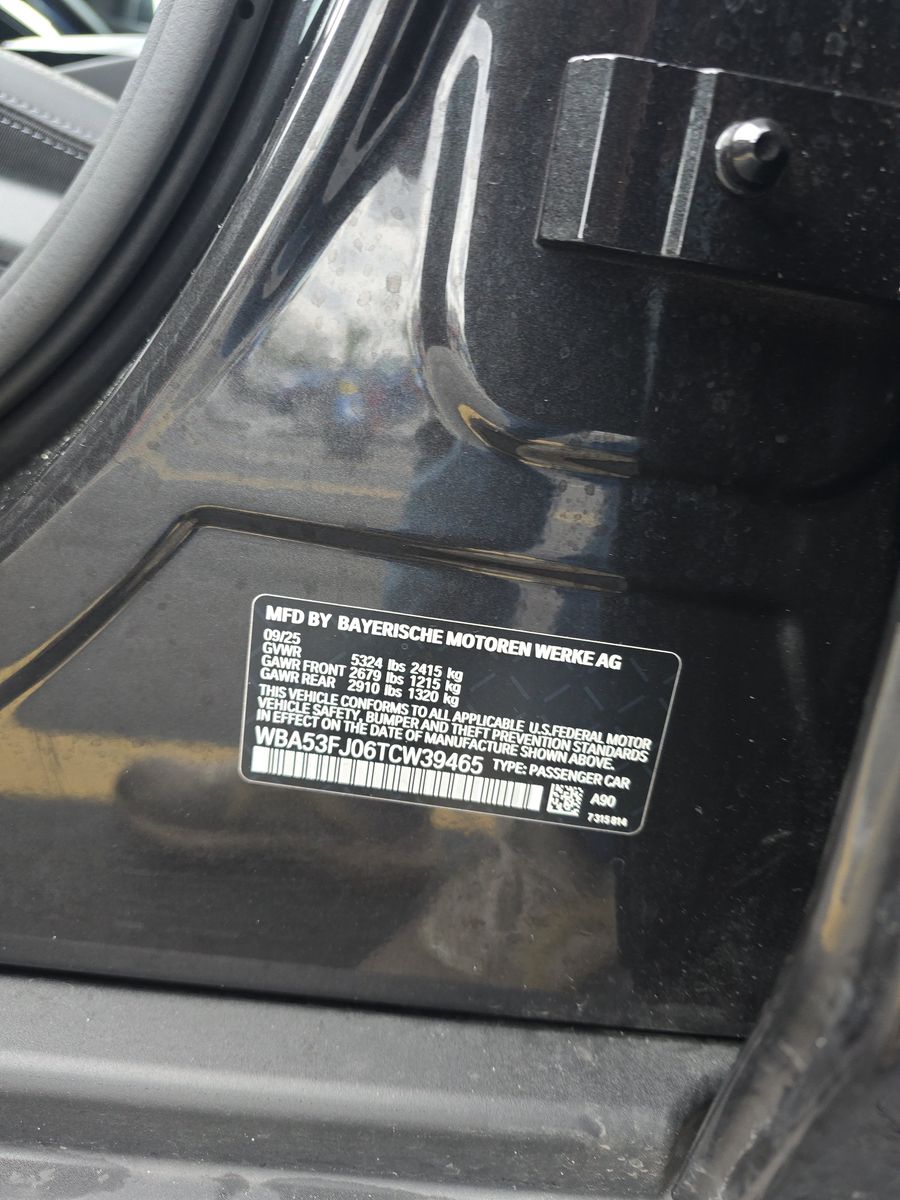 MFD BY BAYERISCHE MOTOREN WERKE AG
09/25
GVWR 5324 lbs 2415 kg
GAWR FRONT 2679 lbs 1215 kg
GAWR REAR 2910 lbs 1320 kg
THIS VEHICLE CONFORMS TO ALL APPLICABLE U.S.FEDERAL MOTOR
VEHICLE SAFETY, BUMPER AND THEFT PREVENTION STANDARDS
IN EFFECT ON THE DATE OF MANUFACTURE SHOWN ABOVE.
WBA53FJ06TCW39465 TYPE: PASSENGER CAR
A90
7315814